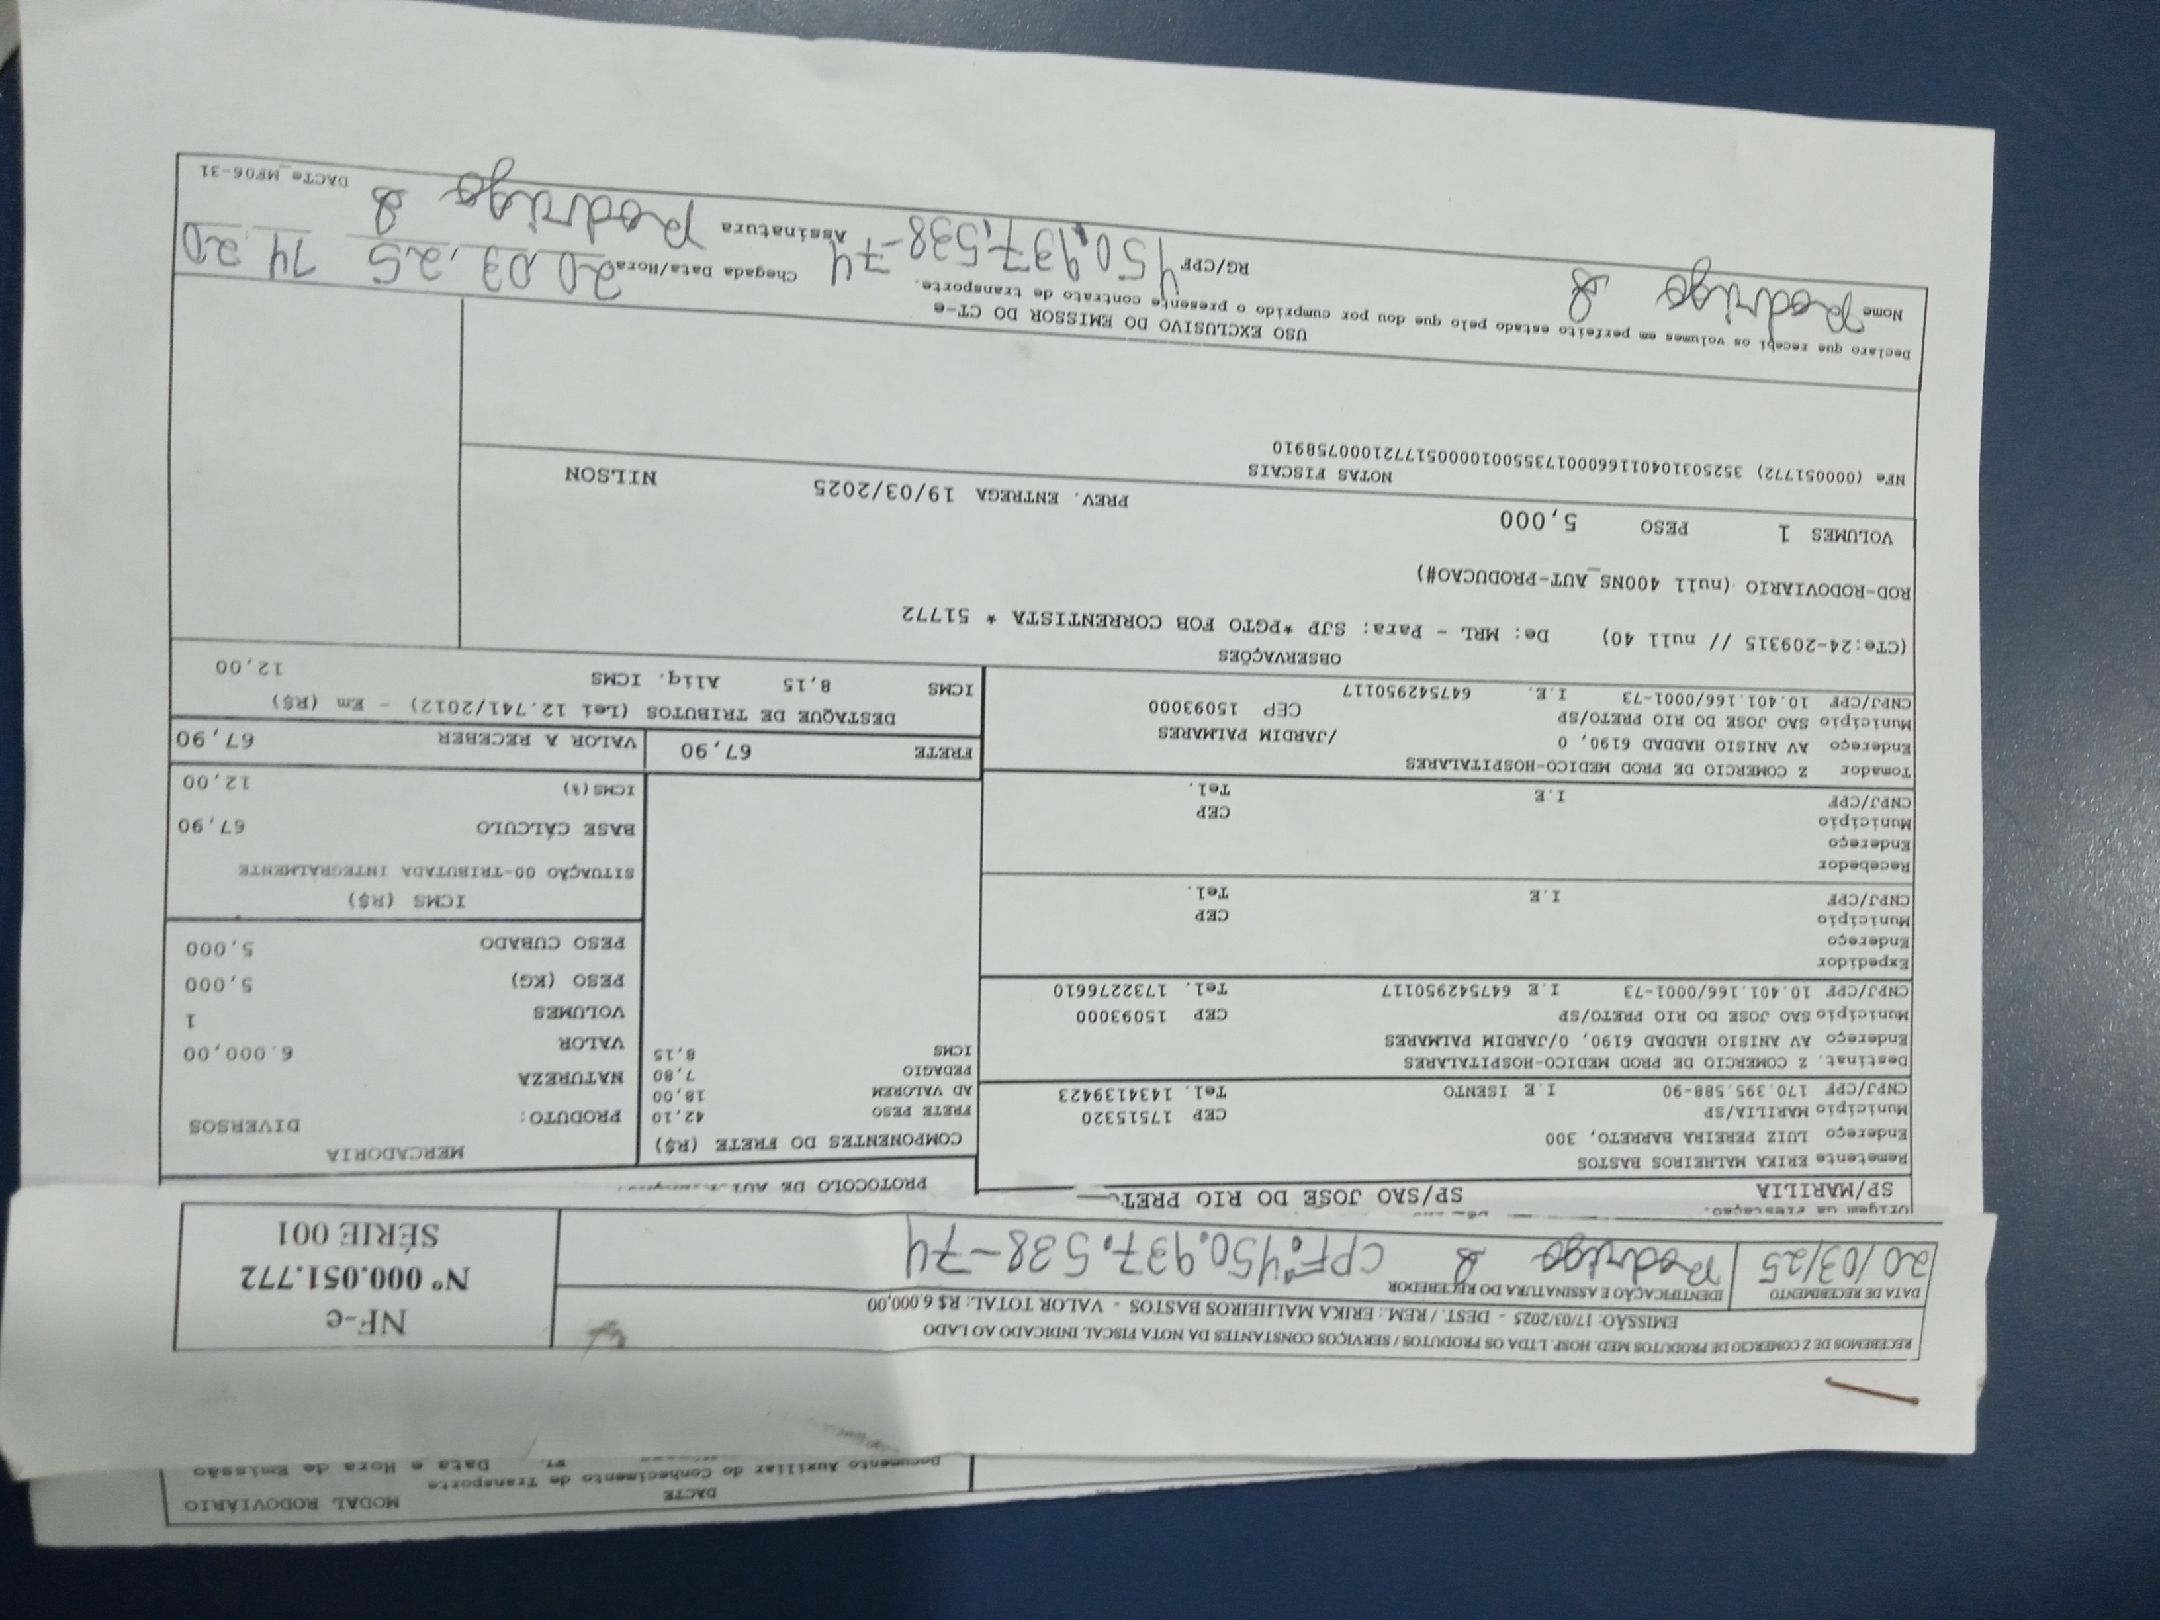 DACTE
MODAL RODOVIÁRIO
Documento Auxiliar do Conhecimento de Transporte
Data e Hora de Emissão
RECEBEMOS DE Z COMERCIO DE PRODUTOS MED. HOSP. LTDA OS PRODUTOS / SERVIÇOS CONSTANTES DA NOTA FISCAL INDICADO AO LADO
EMISSÃO: 17/03/2025 - DEST. / REM.: ERIKA MALHEIROS BASTOS - VALOR TOTAL: R$ 6.000,00
DATA DE RECEBIMENTO
20/03/25
IDENTIFICAÇÃO E ASSINATURA DO RECEBEDOR
Rodrigo CPF: 450.937.538-74
NF-e
Nº 000.051.772
SÉRIE 001
SP/MARILIA
SP/SAO JOSE DO RIO PRETO
PROTOCOLO DE
Remetente ERIKA MALHEIROS BASTOS
Endereço LUIZ PEREIRA BARRETO, 300
Município MARILIA/SP CEP 17515320
CNPJ/CPF 170.395.588-90 I.E ISENTO Tel. 1434139423
Destinat. Z COMERCIO DE PROD MEDICO-HOSPITALARES
Endereço AV ANISIO HADDAD 6190, 0/JARDIM PALMARES
Município SAO JOSE DO RIO PRETO/SP CEP 15093000
CNPJ/CPF 10.401.166/0001-73 I.E 647542950117 Tel. 1732276610
Expedidor
Endereço
Município CEP
CNPJ/CPF I.E Tel.
Recebedor
Endereço
Município CEP
CNPJ/CPF I.E Tel.
Tomador Z COMERCIO DE PROD MEDICO-HOSPITALARES
Endereço AV ANISIO HADDAD 6190, 0 /JARDIM PALMARES
Município SAO JOSE DO RIO PRETO/SP CEP 15093000
CNPJ/CPF 10.401.166/0001-73 I.E. 647542950117
COMPONENTES DO FRETE (R$)
FRETE PESO 42,10
AD VALOREM 18,00
PEDAGIO 7,80
ICMS 8,15
FRETE 67,90
MERCADORIA
PRODUTO: DIVERSOS
NATUREZA
VALOR 6.000,00
VOLUMES 1
PESO (KG) 5,000
PESO CUBADO 5,000
ICMS (R$)
SITUAÇÃO 00-TRIBUTADA INTEGRALMENTE
BASE CÁLCULO 67,90
ICMS(%) 12,00
VALOR A RECEBER 67,90
DESTAQUE DE TRIBUTOS (Lei 12.741/2012) - Em (R$)
ICMS 8,15 Alíq. ICMS 12,00
OBSERVAÇÕES
(CTe:24-209315 // null 40) De: MRL - Para: SJP *PGTO FOB CORRENTISTA * 51772
ROD-RODOVIARIO (null 400NS_AUT-PRODUCAO#)
VOLUMES 1 PESO 5,000 PREV. ENTREGA 19/03/2025 NILSON
NOTAS FISCAIS
NFe (000051772) 35250310401166000173550010000517721000758910
USO EXCLUSIVO DO EMISSOR DO CT-e
Declaro que recebi os volumes em perfeito estado pelo que dou por cumprido o presente contrato de transporte.
Chegada Data/Hora 20.03.25 14 20
Nome Rodrigo
RG/CPF 450.937.538-74
Assinatura Rodrigo
DACTe_MF06-31